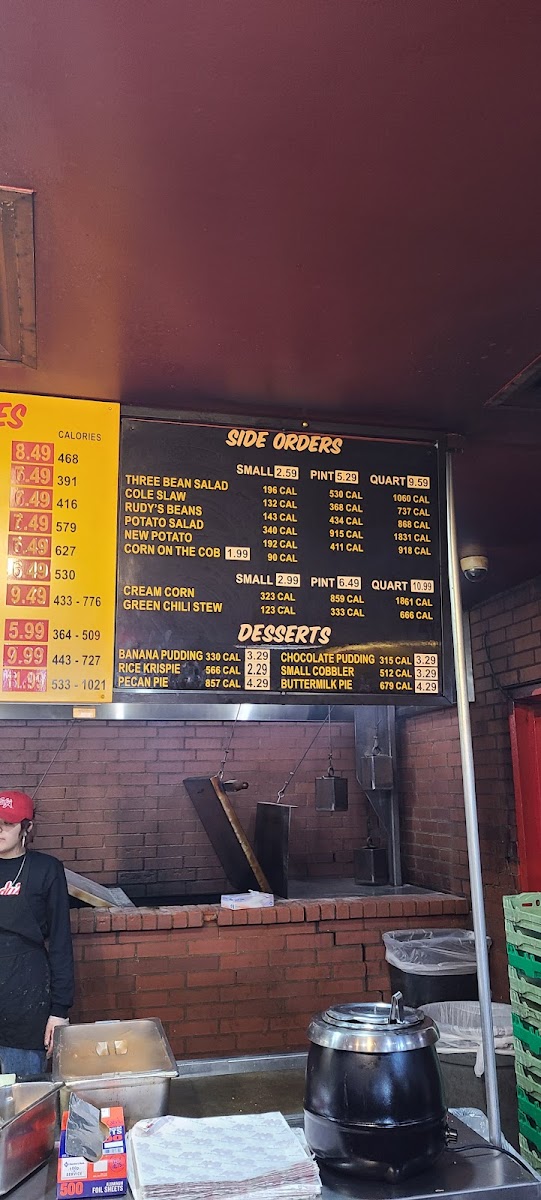 ES
CALORIES
8.49 468
6.49 391
6.49 416
7.49 579
7.49 627
6.49 530
9.49 433 - 776
5.99 364 - 509
9.99 443 - 727
11.99 533 - 1021
SIDE ORDERS
SMALL 2.59 PINT 5.29 QUART 9.59
THREE BEAN SALAD 196 CAL 530 CAL 1060 CAL
COLE SLAW 132 CAL 368 CAL 737 CAL
RUDY'S BEANS 143 CAL 434 CAL 868 CAL
POTATO SALAD 340 CAL 915 CAL 1831 CAL
NEW POTATO 192 CAL 411 CAL 918 CAL
CORN ON THE COB 1.99 90 CAL
SMALL 2.99 PINT 6.49 QUART 10.99
CREAM CORN 323 CAL 859 CAL 1861 CAL
GREEN CHILI STEW 123 CAL 333 CAL 666 CAL
DESSERTS
BANANA PUDDING 330 CAL 3.29 CHOCOLATE PUDDING 315 CAL 3.29
RICE KRISPIE 566 CAL 2.29 SMALL COBBLER 512 CAL 3.29
PECAN PIE 857 CAL 4.29 BUTTERMILK PIE 679 CAL 4.29
500 FOIL SHEETS